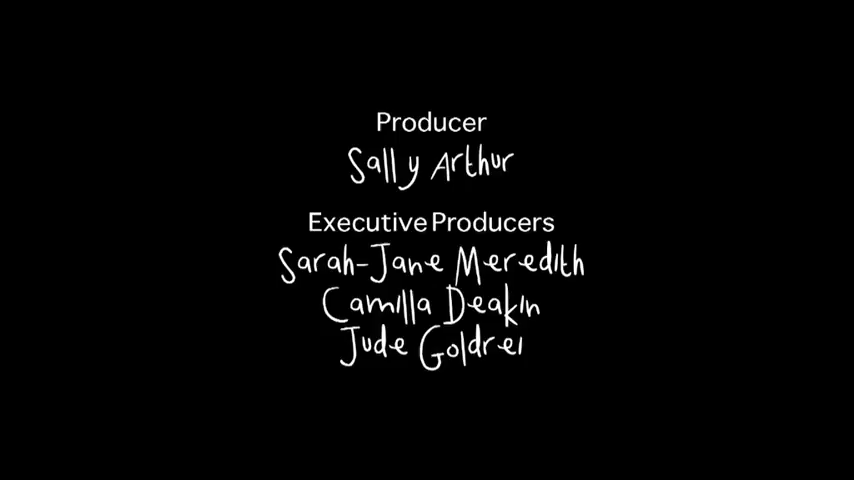 Producer
Sally Arthur
Executive Producers
Sarah-Jane Meredith
Camilla Deakin
Jude Goldrei